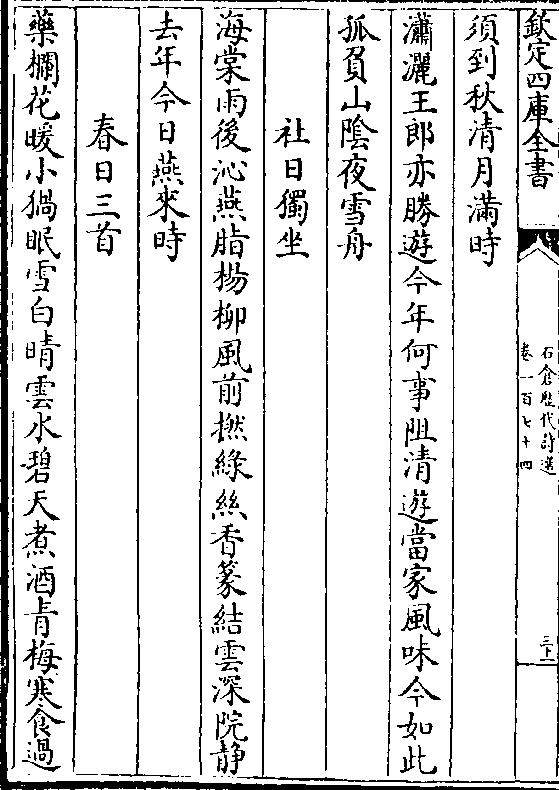 欽定四庫全書
石倉歷代詩選
卷一百七十四
三十二
須到秋清月滿時
瀟灑王郎亦勝遊今年何事阻清遊當家風味今如此
孤負山陰夜雪舟
社日獨坐
海棠雨後沁燕脂楊柳風前撚綠絲香篆結雲深院静
去年今日燕來時
春日三首
藥欄花暖小猧眠雪白晴雲水碧天煮酒青梅寒食過